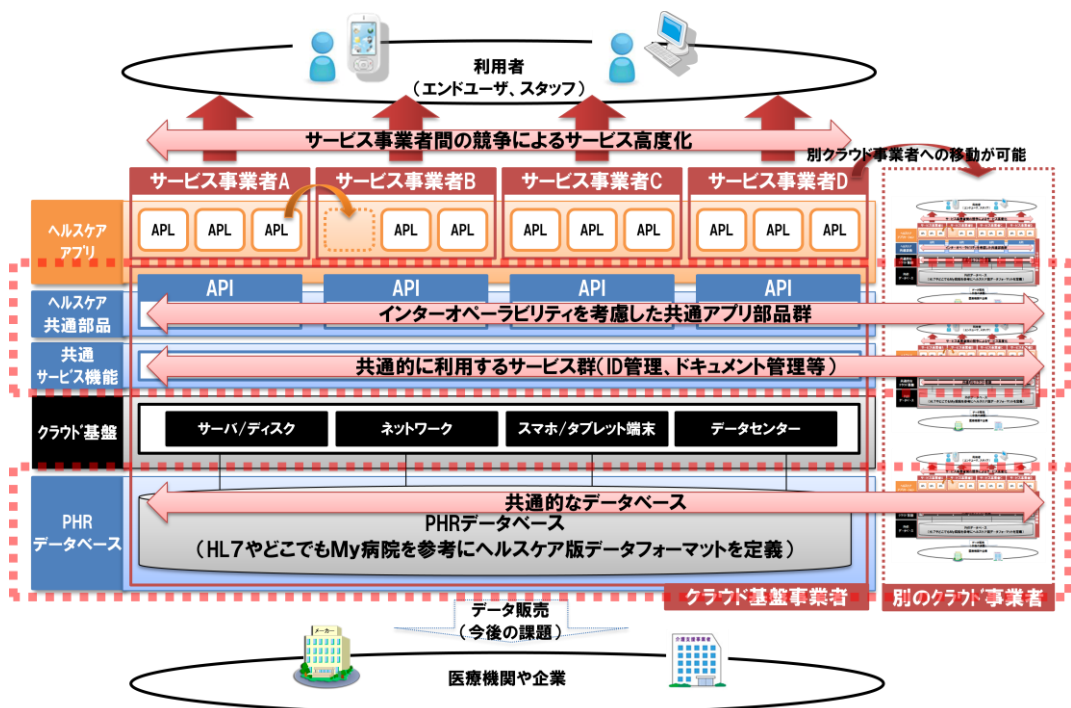 利用者
(エンドユーザ、スタッフ)
サービス事業者間の競争によるサービス高度化
別クラウド事業者への移動が可能
サービス事業者A
サービス事業者B
サービス事業者C
サービス事業者D
ヘルスケア
アプリ
APL APL APL APL APL APL APL APL APL APL APL
API API API API
ヘルスケア
共通部品
インターオペーラビリティを考慮した共通アプリ部品群
共通
サービス機能
共通的に利用するサービス群(ID管理、ドキュメント管理等)
クラウド基盤
サーバ/ディスク
ネットワーク
スマホ/タブレット端末
データセンター
共通的なデータベース
PHR
データベース
PHRデータベース
(HL7やどこでもMy病院を参考にヘルスケア版データフォーマットを定義)
クラウド基盤事業者
別のクラウド事業者
データ販売
(今後の課題)
メーカー
介護支援事業者
医療機関や企業